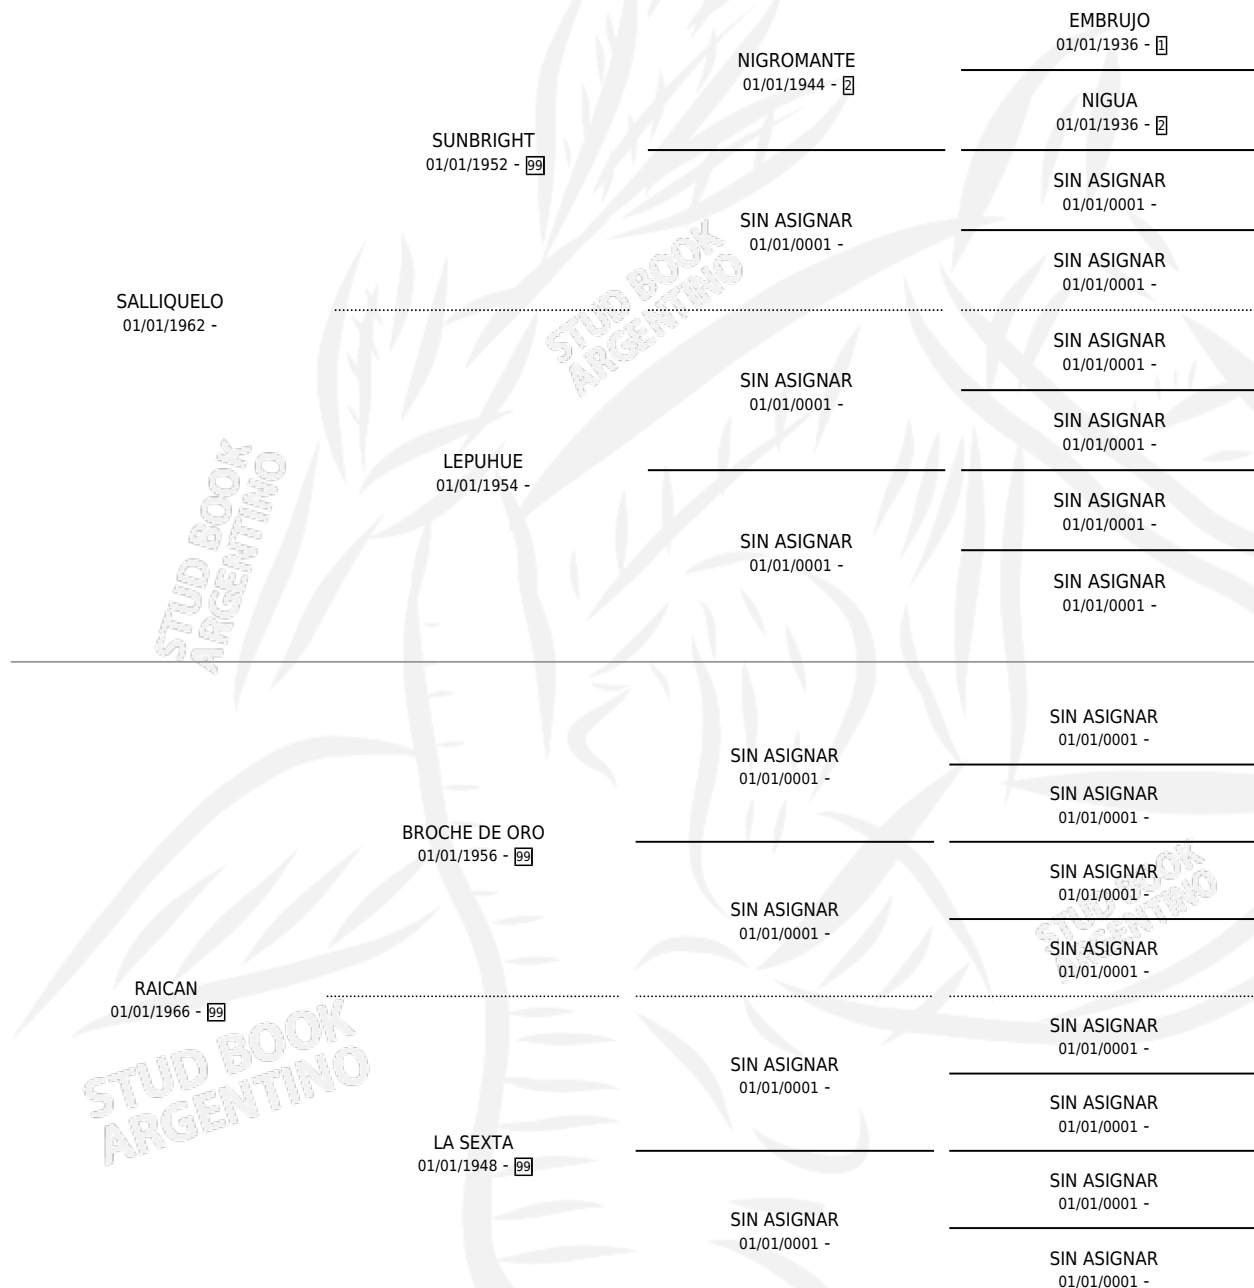 EMBRUJO
01/01/1936 - 1
NIGROMANTE
01/01/1944 - 2
NIGUA
01/01/1936 - 2
SUNBRIGHT
01/01/1952 - 99
SIN ASIGNAR
01/01/0001 -
SIN ASIGNAR
01/01/0001 -
SIN ASIGNAR
01/01/0001 -
SALLIQUELO
01/01/1962 -
SIN ASIGNAR
01/01/0001 -
SIN ASIGNAR
01/01/0001 -
SIN ASIGNAR
01/01/0001 -
LEPUHUE
01/01/1954 -
SIN ASIGNAR
01/01/0001 -
SIN ASIGNAR
01/01/0001 -
SIN ASIGNAR
01/01/0001 -
STUD BOOK
ARGENTINO
STUD BOOK
ARGENTINO
SIN ASIGNAR
01/01/0001 -
SIN ASIGNAR
01/01/0001 -
SIN ASIGNAR
01/01/0001 -
BROCHE DE ORO
01/01/1956 - 99
SIN ASIGNAR
01/01/0001 -
SIN ASIGNAR
01/01/0001 -
SIN ASIGNAR
01/01/0001 -
RAICAN
01/01/1966 - 99
SIN ASIGNAR
01/01/0001 -
SIN ASIGNAR
01/01/0001 -
SIN ASIGNAR
01/01/0001 -
LA SEXTA
01/01/1948 - 99
SIN ASIGNAR
01/01/0001 -
SIN ASIGNAR
01/01/0001 -
SIN ASIGNAR
01/01/0001 -
STUD BOOK
ARGENTINO
STUD BOOK
ARGENTINO